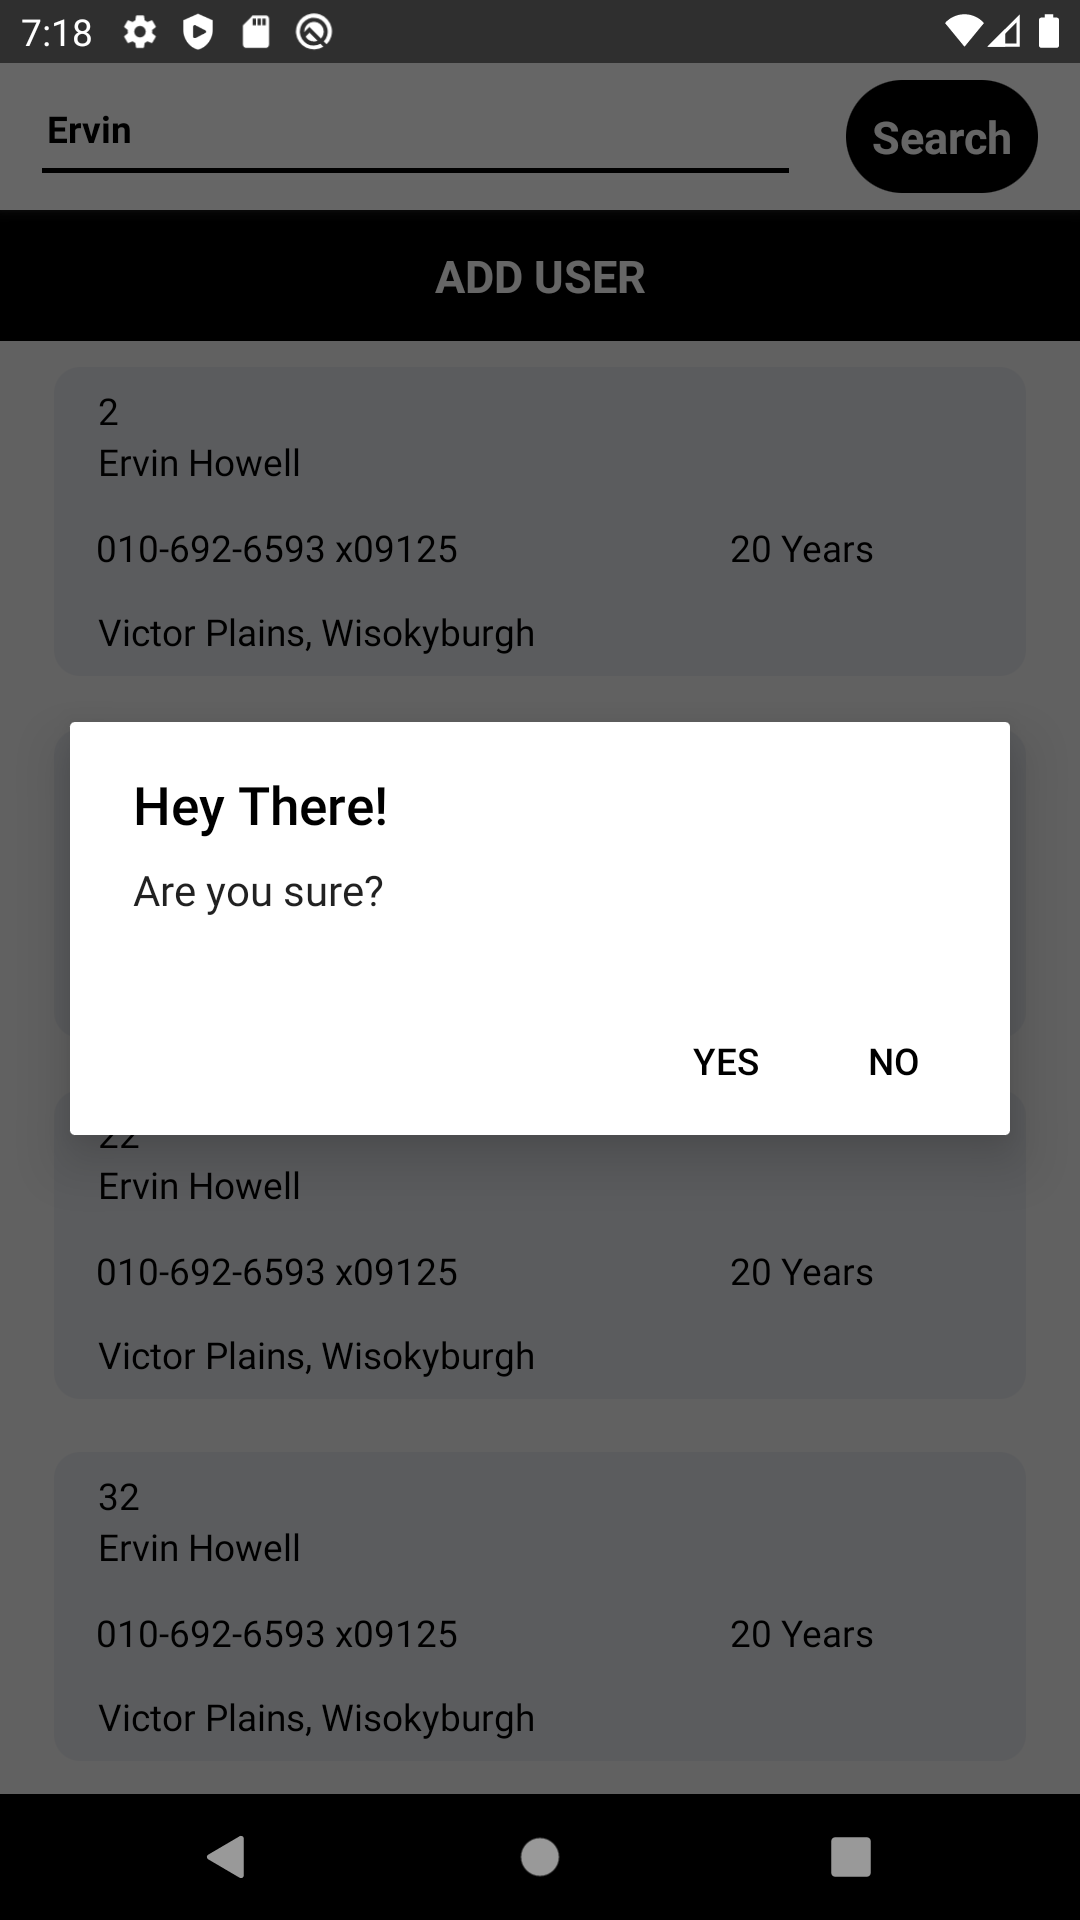 7:18
Ervin
Search
ADD USER
2
Ervin Howell
010-692-6593 x09125 20 Years
Victor Plains, Wisokyburgh
Hey There!
Are you sure?
YES NO
22
Ervin Howell
010-692-6593 x09125 20 Years
Victor Plains, Wisokyburgh
32
Ervin Howell
010-692-6593 x09125 20 Years
Victor Plains, Wisokyburgh